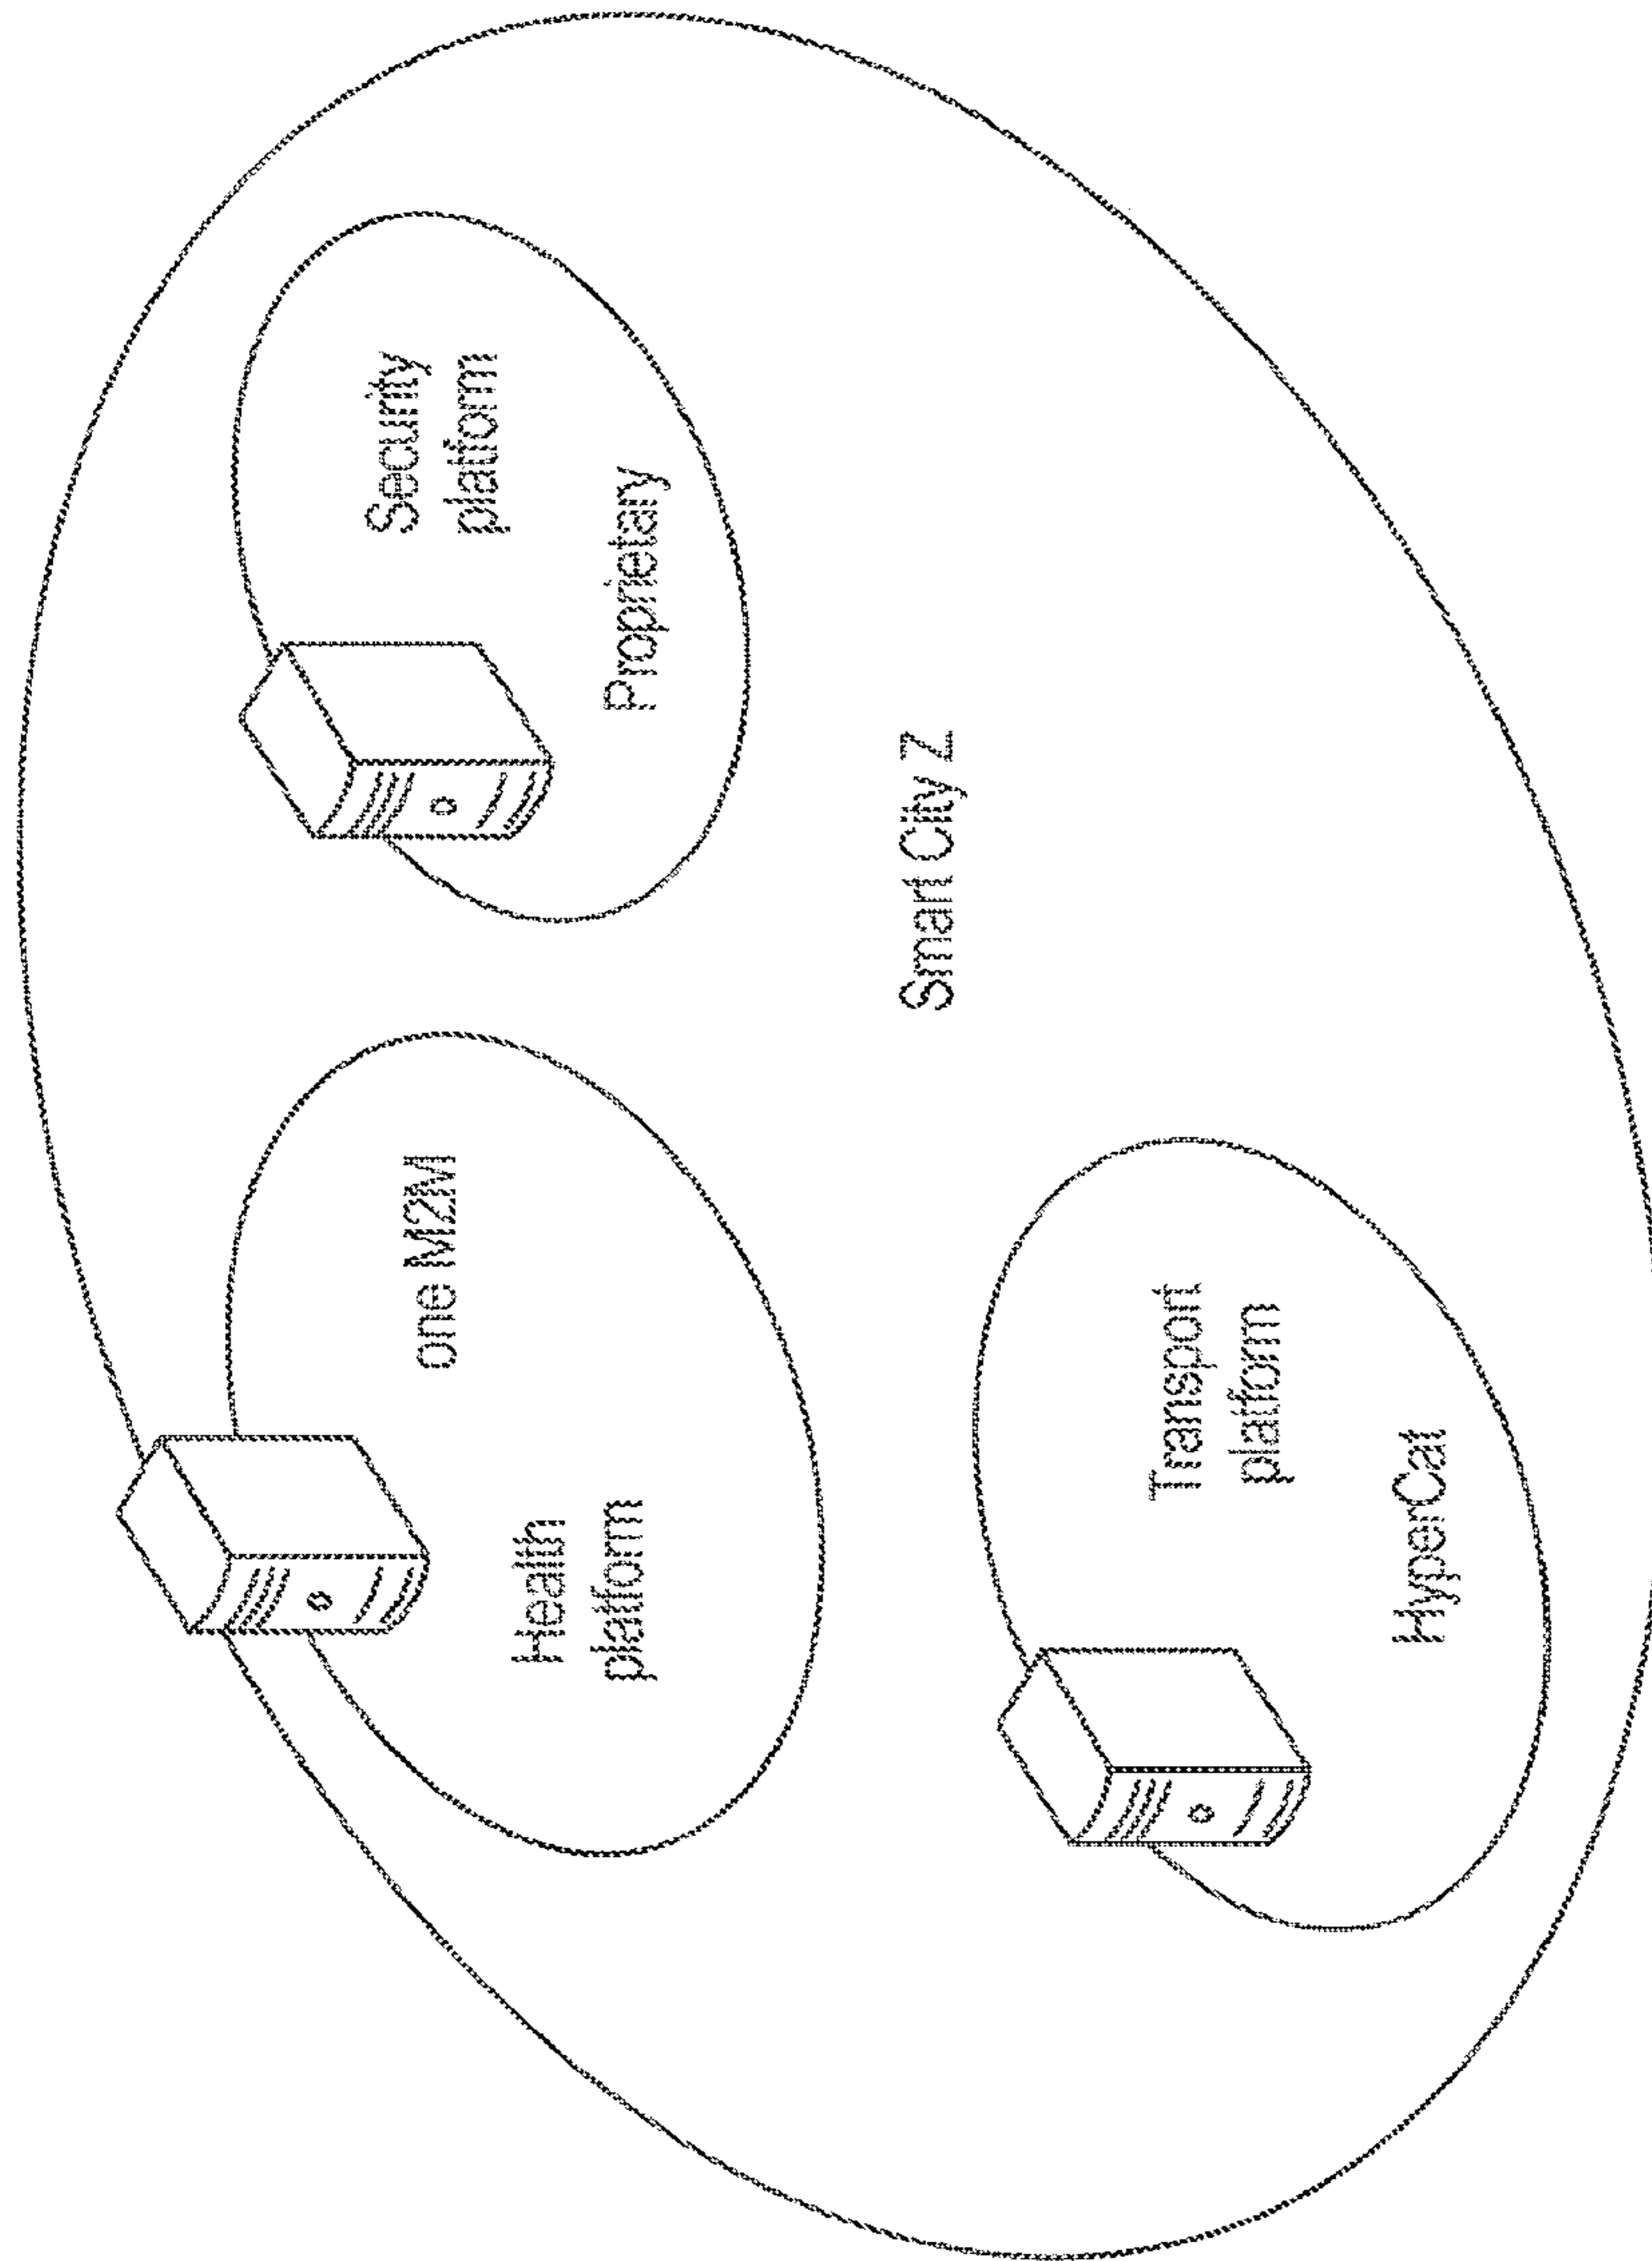 Health
platform
one M2M
Security
platform
Proprietary
Smart City Z
Transport
platform
HyperCat